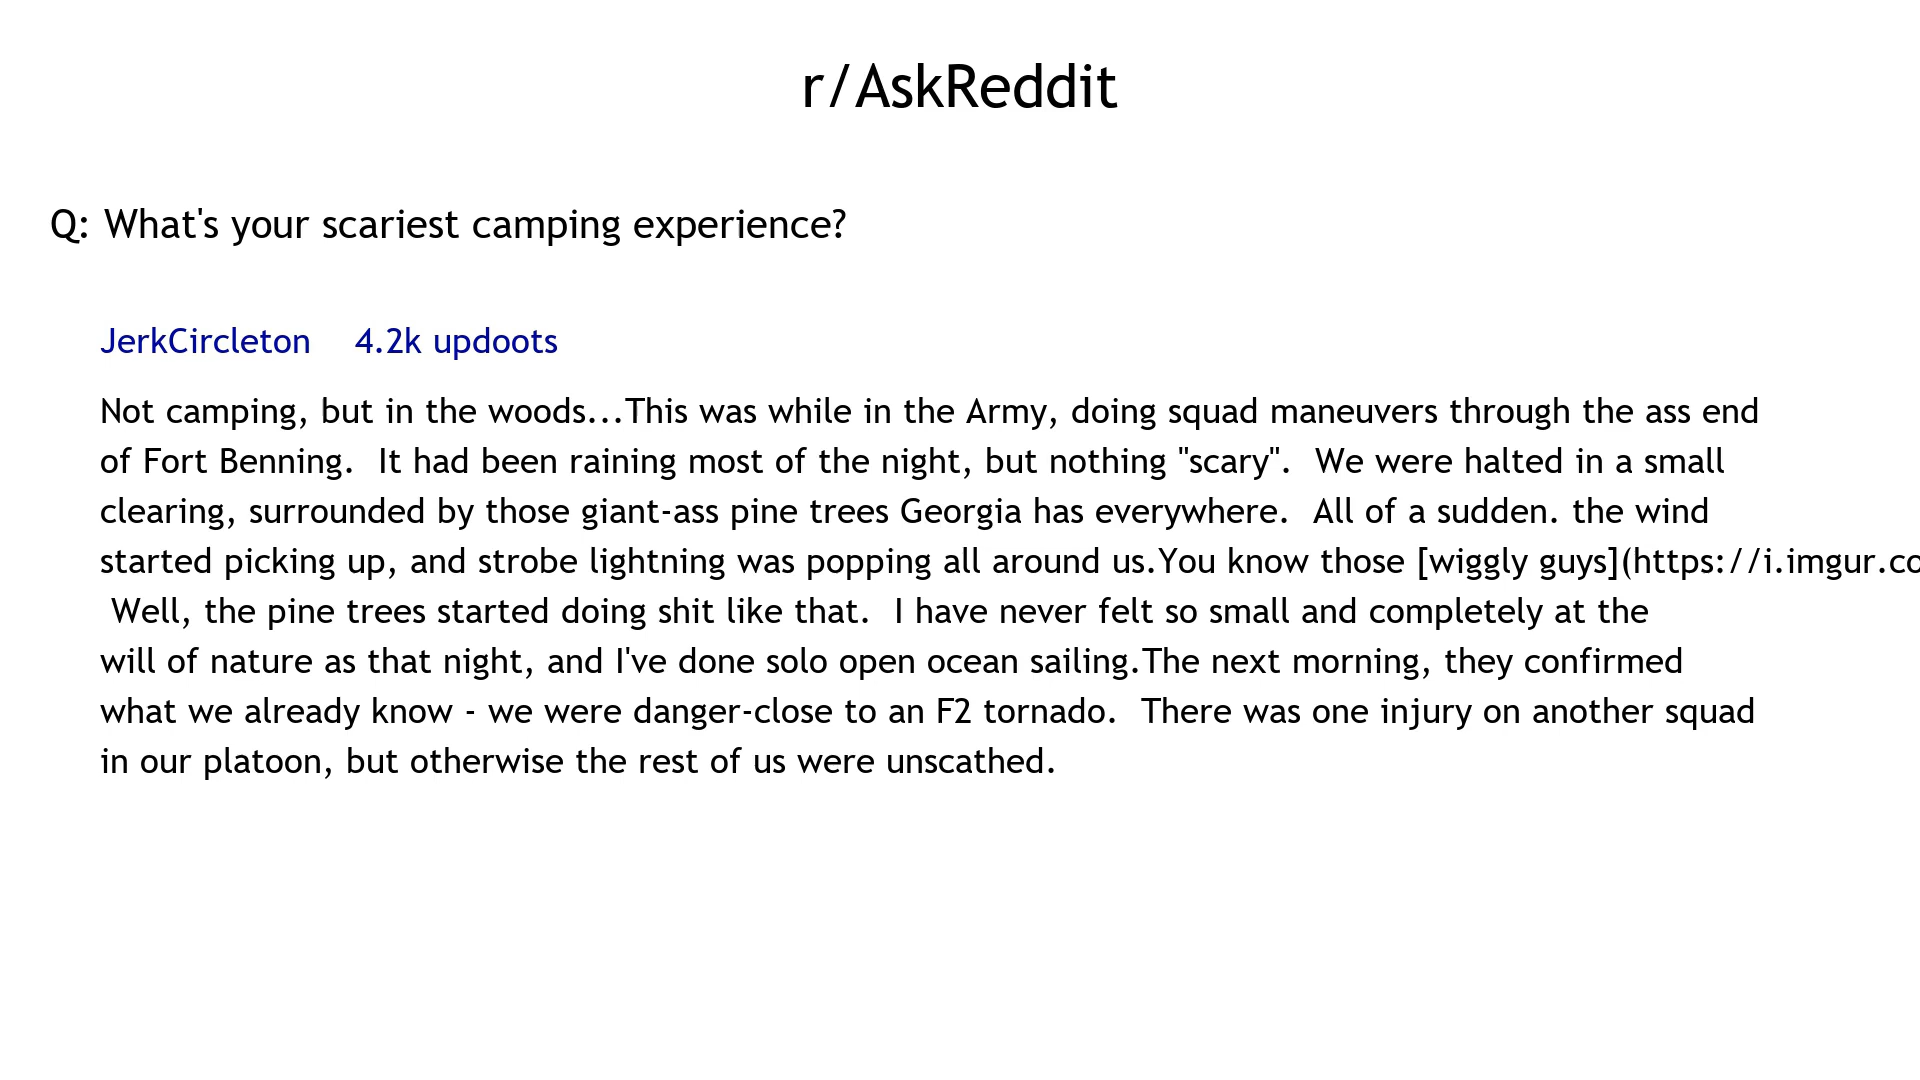 r/AskReddit
Q: What's your scariest camping experience?
JerkCircleton 4.2k updoots
Not camping, but in the woods...This was while in the Army, doing squad maneuvers through the ass end
of Fort Benning.  It had been raining most of the night, but nothing "scary".  We were halted in a small
clearing, surrounded by those giant-ass pine trees Georgia has everywhere.  All of a sudden. the wind
started picking up, and strobe lightning was popping all around us.You know those [wiggly guys](https://i.imgur.co
Well, the pine trees started doing shit like that.  I have never felt so small and completely at the
will of nature as that night, and I've done solo open ocean sailing.The next morning, they confirmed
what we already know - we were danger-close to an F2 tornado.  There was one injury on another squad
in our platoon, but otherwise the rest of us were unscathed.